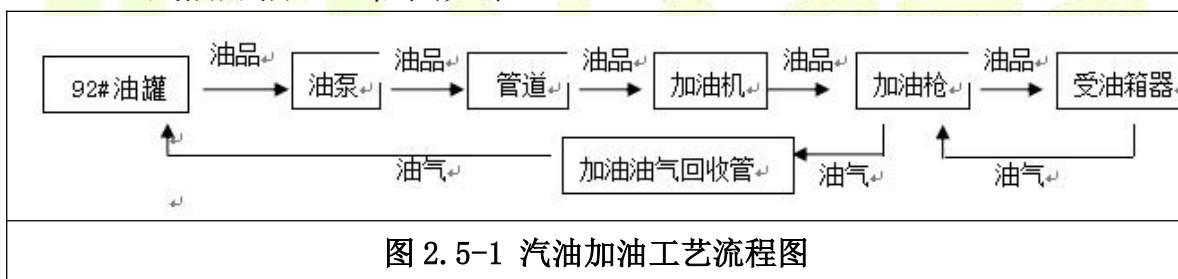 油品 油品 油品 油品 油品
92#油罐 油泵 管道 加油机 加油枪 受油箱器
油气 加油油气回收管 油气 油气
图 2.5-1 汽油加油工艺流程图